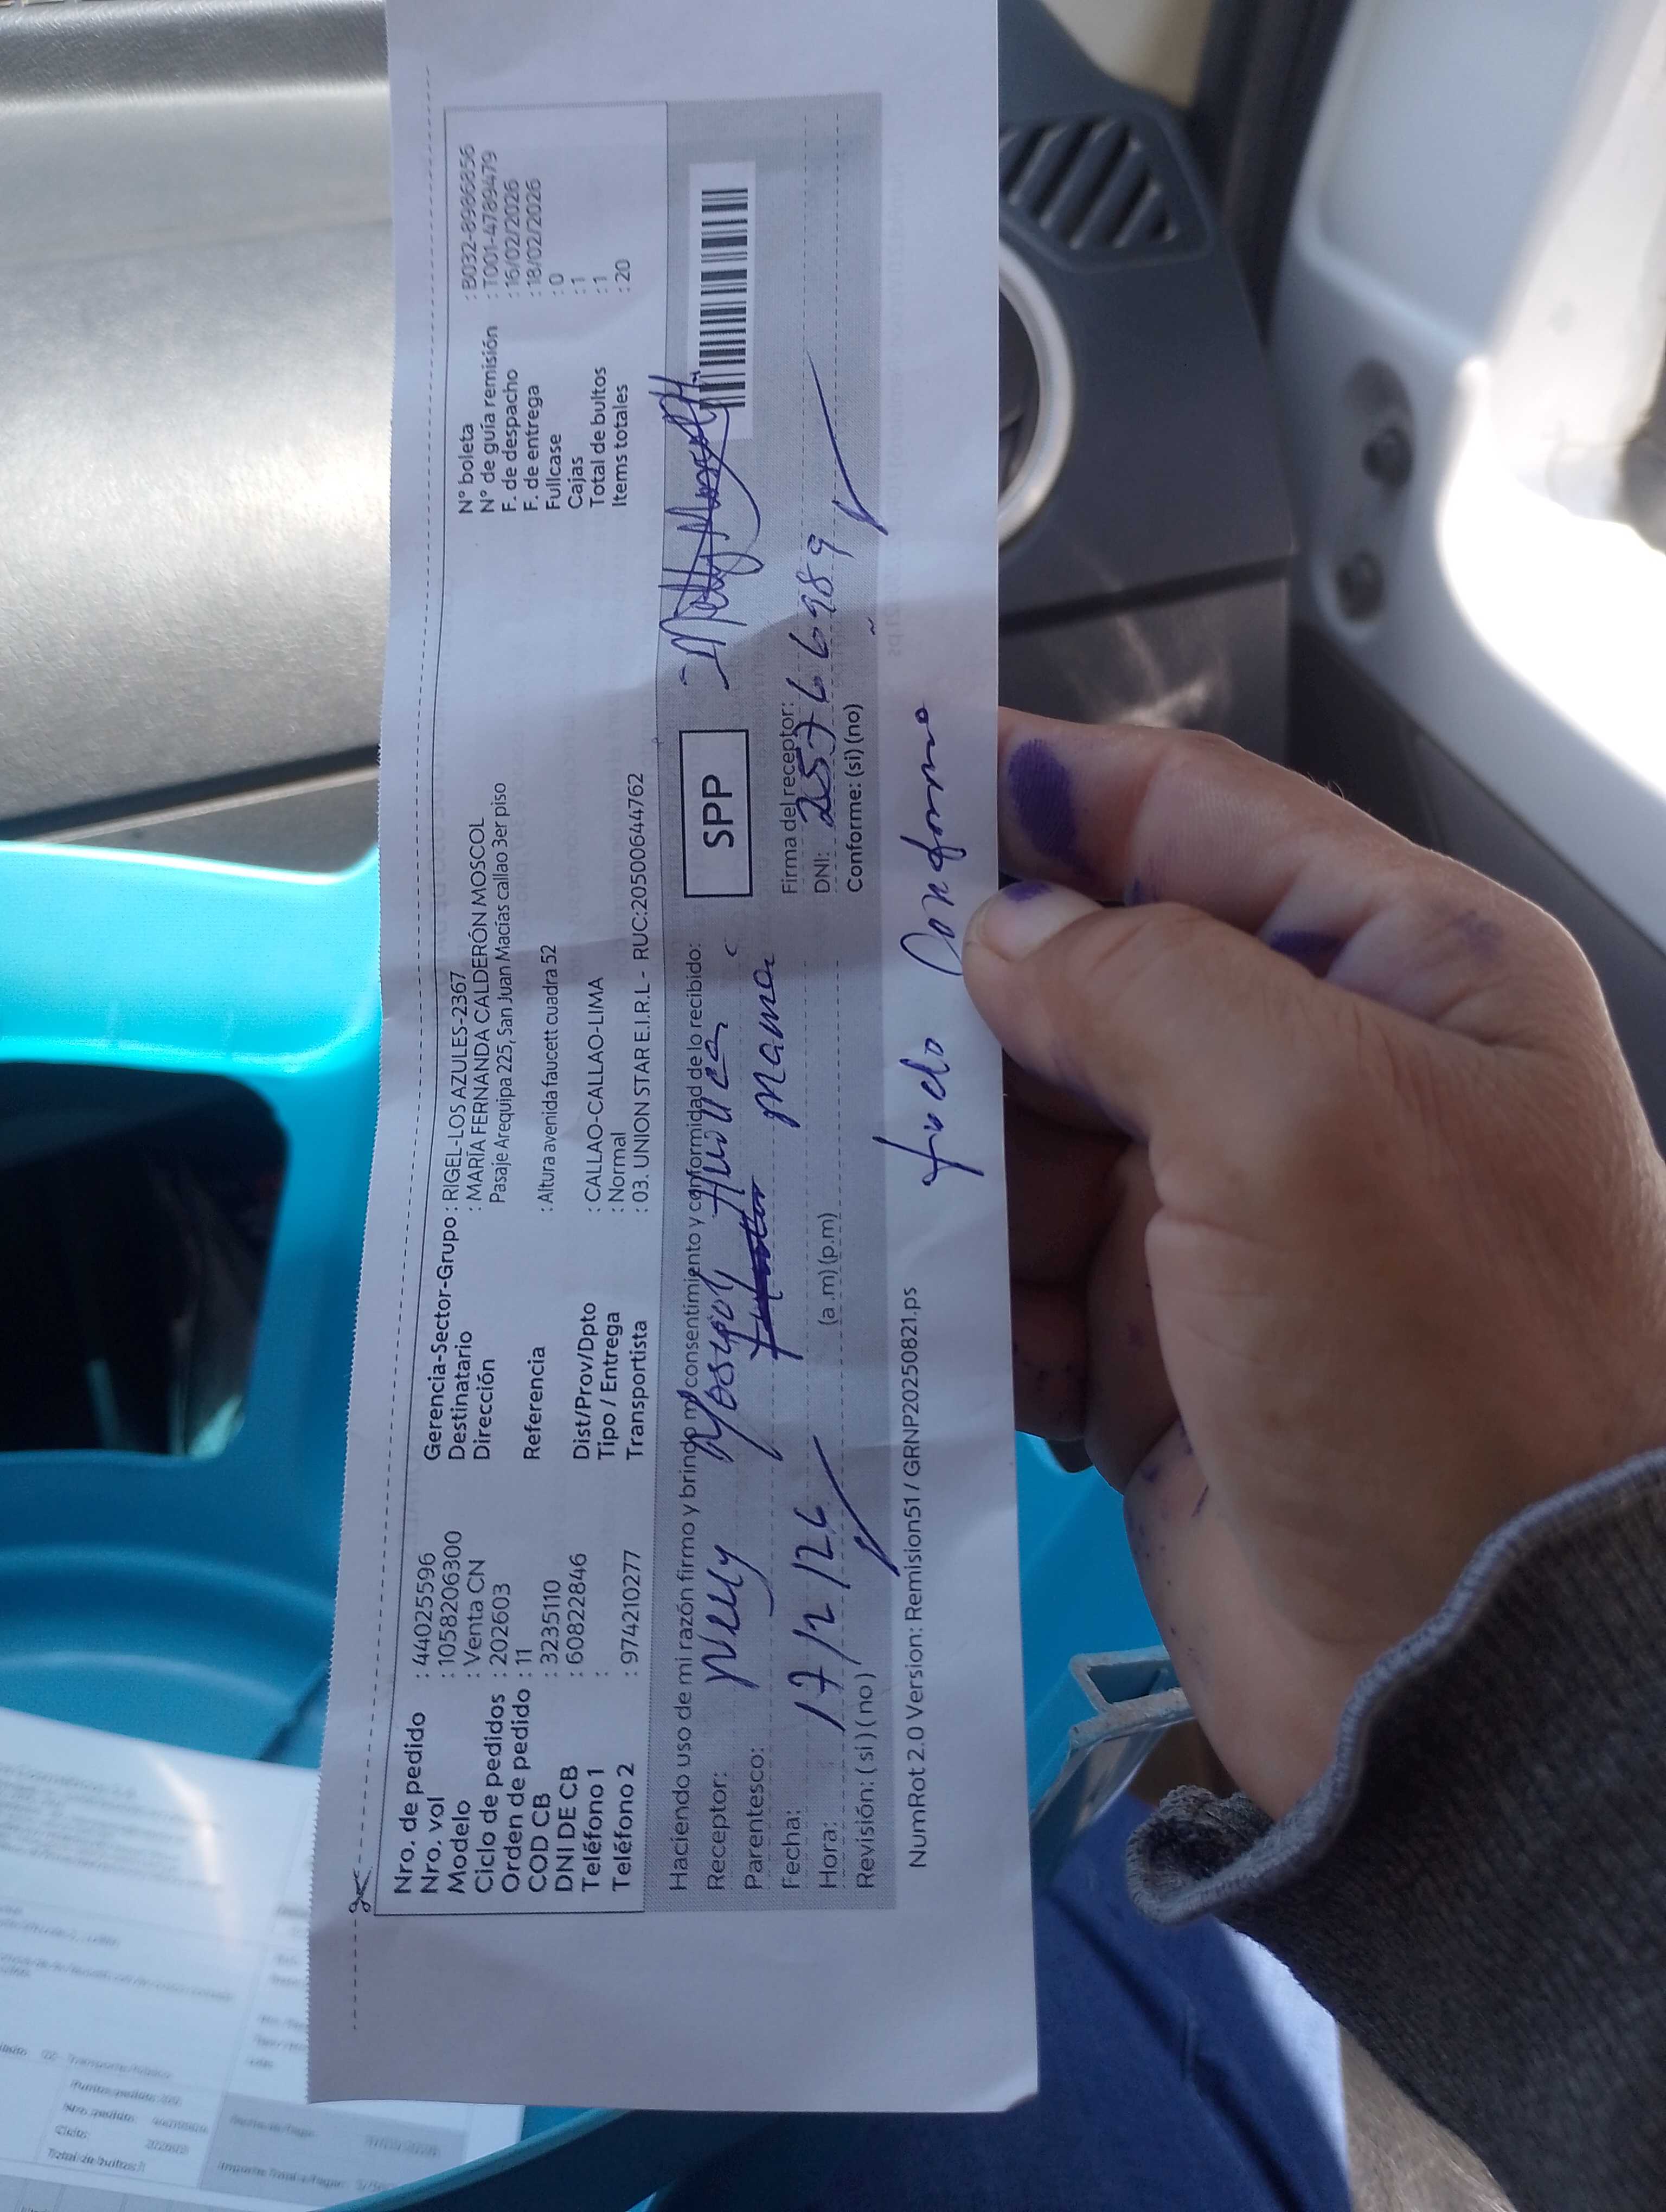 Nro. de pedido : 440255596
Nro. vol : 1058206300
Modelo : Venta CN
Ciclo de pedidos : 202603
Orden de pedido : 11
COD CB : 3235110
DNI DE CB : 60822846
Teléfono 1 :
Teléfono 2 : 974210277
Gerencia-Sector-Grupo : RIGEL-LOS AZULES-2367
Destinatario : MARÍA FERNANDA CALDERÓN MOSCOL
Dirección Pasaje Arequipa 225, San Juan Macías callao 3er piso
Referencia : Altura avenida faucett cuadra 52
Dist/Prov/Dpto : CALLAO-CALLAO-LIMA
Tipo / Entrega : Normal
Transportista : 03. UNION STAR E.I.R.L - RUC:20500644762
N° boleta : B032-8986856
N° de guía remisión : T001-4789479
F. de despacho : 16/02/2026
F. de entrega : 18/02/2026
Fullcase : 0
Cajas : 1
Total de bultos : 1
Items totales : 20
Haciendo uso de mi razón firmo y brindo mi consentimiento y conformidad de lo recibido:
Receptor: Nelly
Parentesco: Mama
Fecha: 17/2/26
Hora: (a .m) (p.m)
Revisión: ( si ) ( no )
SPP
Firma del receptor:
DNI: 25766989
Conforme: (si) (no)
todo Conforme
NumRot 2.0 Version: Remision51 / GRNP20250821.ps